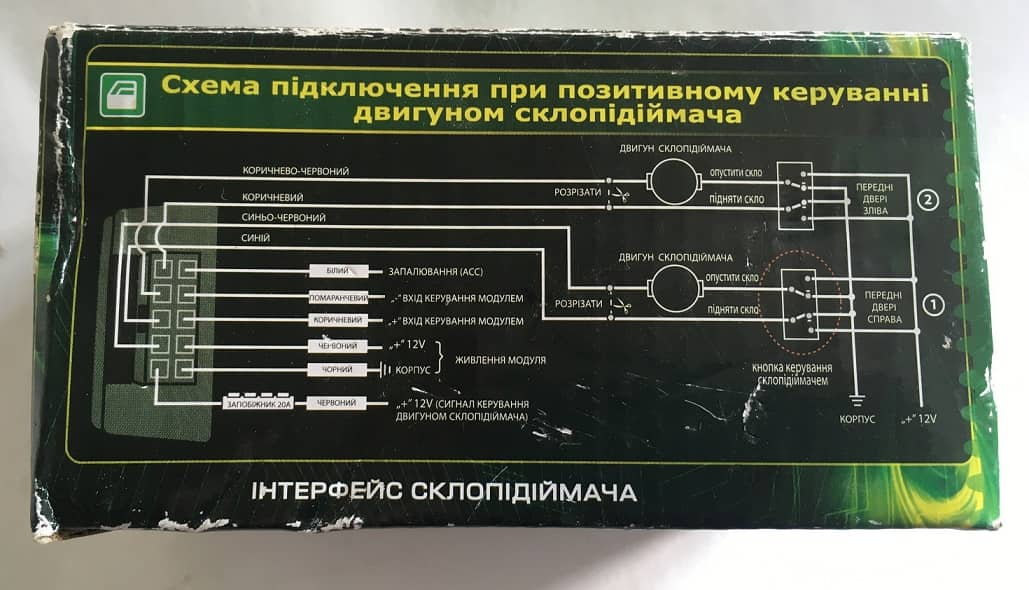 Схема підключення при позитивному керуванні
двигуном склопідіймача
ДВИГУН СКЛОПІДІЙМАЧА
КОРИЧНЕВО-ЧЕРВОНИЙ
опустити скло
РОЗРІЗАТИ
ПЕРЕДНІ
ДВЕРІ
ЗЛІВА
2
КОРИЧНЕВИЙ
підняти скло
СИНЬО-ЧЕРВОНИЙ
СИНІЙ
ДВИГУН СКЛОПІДІЙМАЧА
БІЛИЙ
ЗАПАЛЮВАННЯ (АСС)
опустити скло
ПОМАРАНЧЕВИЙ
„-" ВХІД КЕРУВАННЯ МОДУЛЕМ
РОЗРІЗАТИ
підняти скло
ПЕРЕДНІ
ДВЕРІ
СПРАВА
1
КОРИЧНЕВИЙ
„+" ВХІД КЕРУВАННЯ МОДУЛЕМ
ЧЕРВОНИЙ
„+" 12V
ЖИВЛЕННЯ МОДУЛЯ
ЧОРНИЙ
КОРПУС
кнопка керування
склопідіймачем
ЗАПОБІЖНИК 20А
ЧЕРВОНИЙ
„+" 12V (СИГНАЛ КЕРУВАННЯ
ДВИГУНОМ СКЛОПІДІЙМАЧА)
КОРПУС
„+" 12V
ІНТЕРФЕЙС СКЛОПІДІЙМАЧА